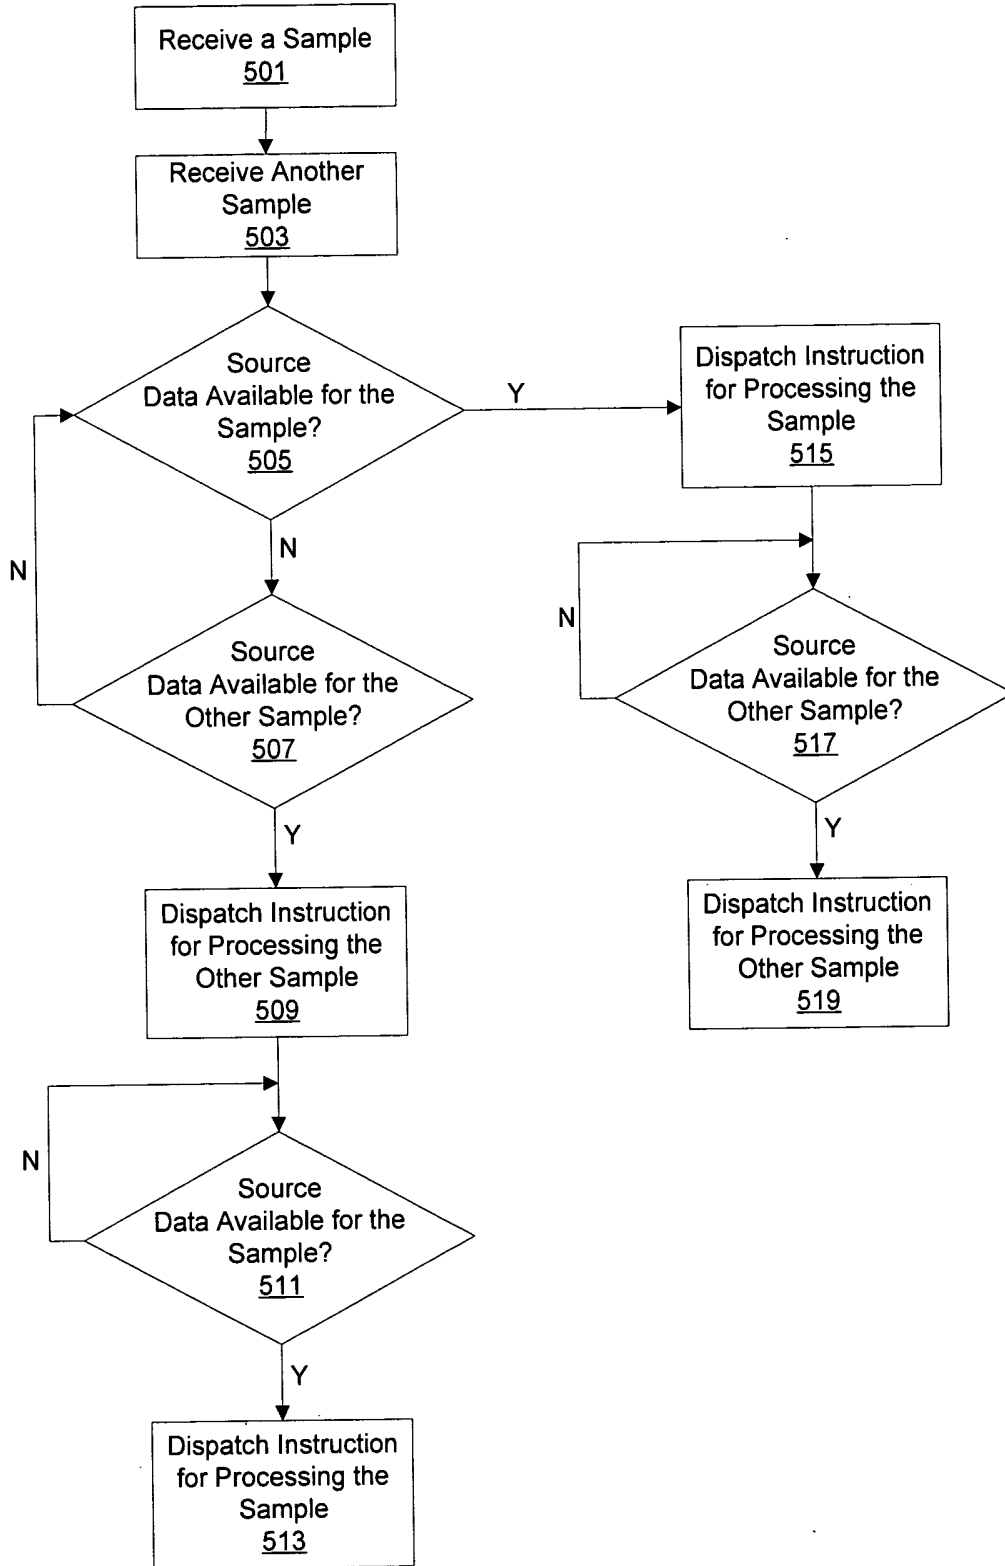 Receive a Sample
501
Receive Another
Sample
503
Source
Data Available for the
Sample?
505
Y
N
N
Source
Data Available for the
Other Sample?
507
Y
Dispatch Instruction
for Processing the
Other Sample
509
N
Source
Data Available for the
Sample?
511
Y
Dispatch Instruction
for Processing the
Sample
513
Dispatch Instruction
for Processing the
Sample
515
N
Source
Data Available for the
Other Sample?
517
Y
Dispatch Instruction
for Processing the
Other Sample
519